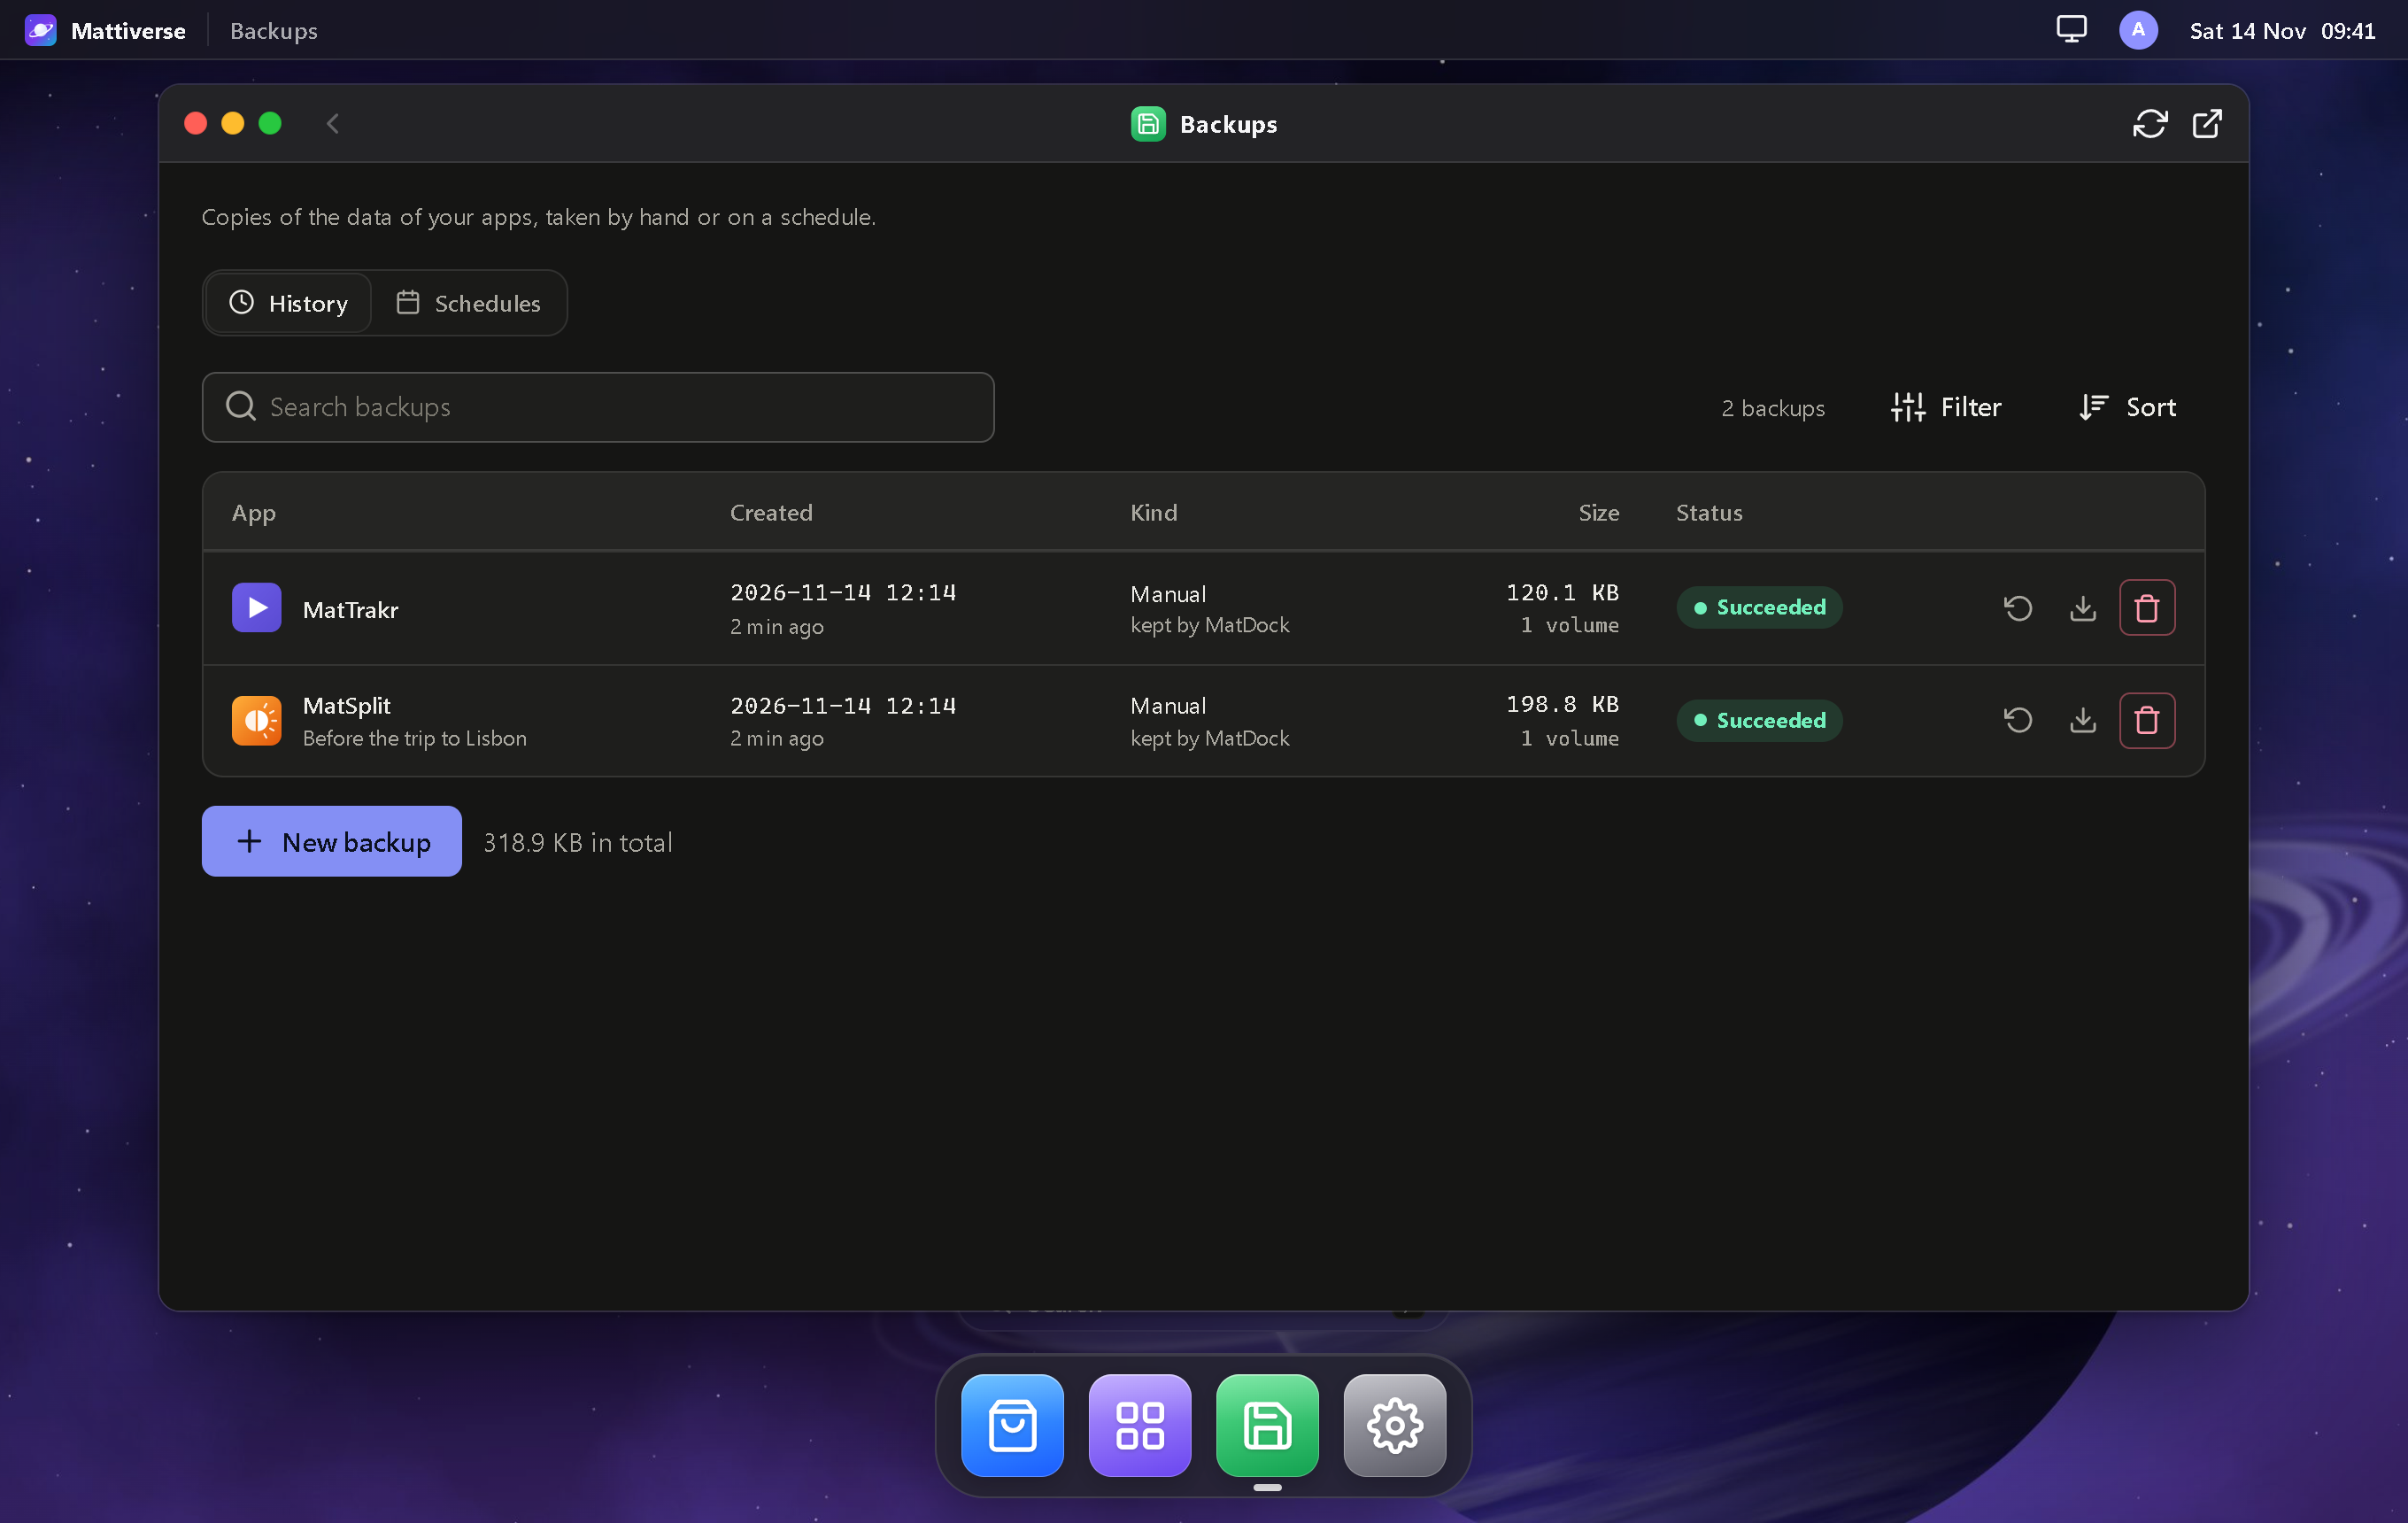 Mattiverse
Backups
A
Sat 14 Nov 09:41
Backups
Copies of the data of your apps, taken by hand or on a schedule.
History
Schedules
Search backups
2 backups
Filter
Sort
App
Created
Kind
Size
Status
MatTrakr
2026-11-14 12:14
2 min ago
Manual
kept by MatDock
120.1 KB
1 volume
Succeeded
MatSplit
Before the trip to Lisbon
2026-11-14 12:14
2 min ago
Manual
kept by MatDock
198.8 KB
1 volume
Succeeded
New backup
318.9 KB in total